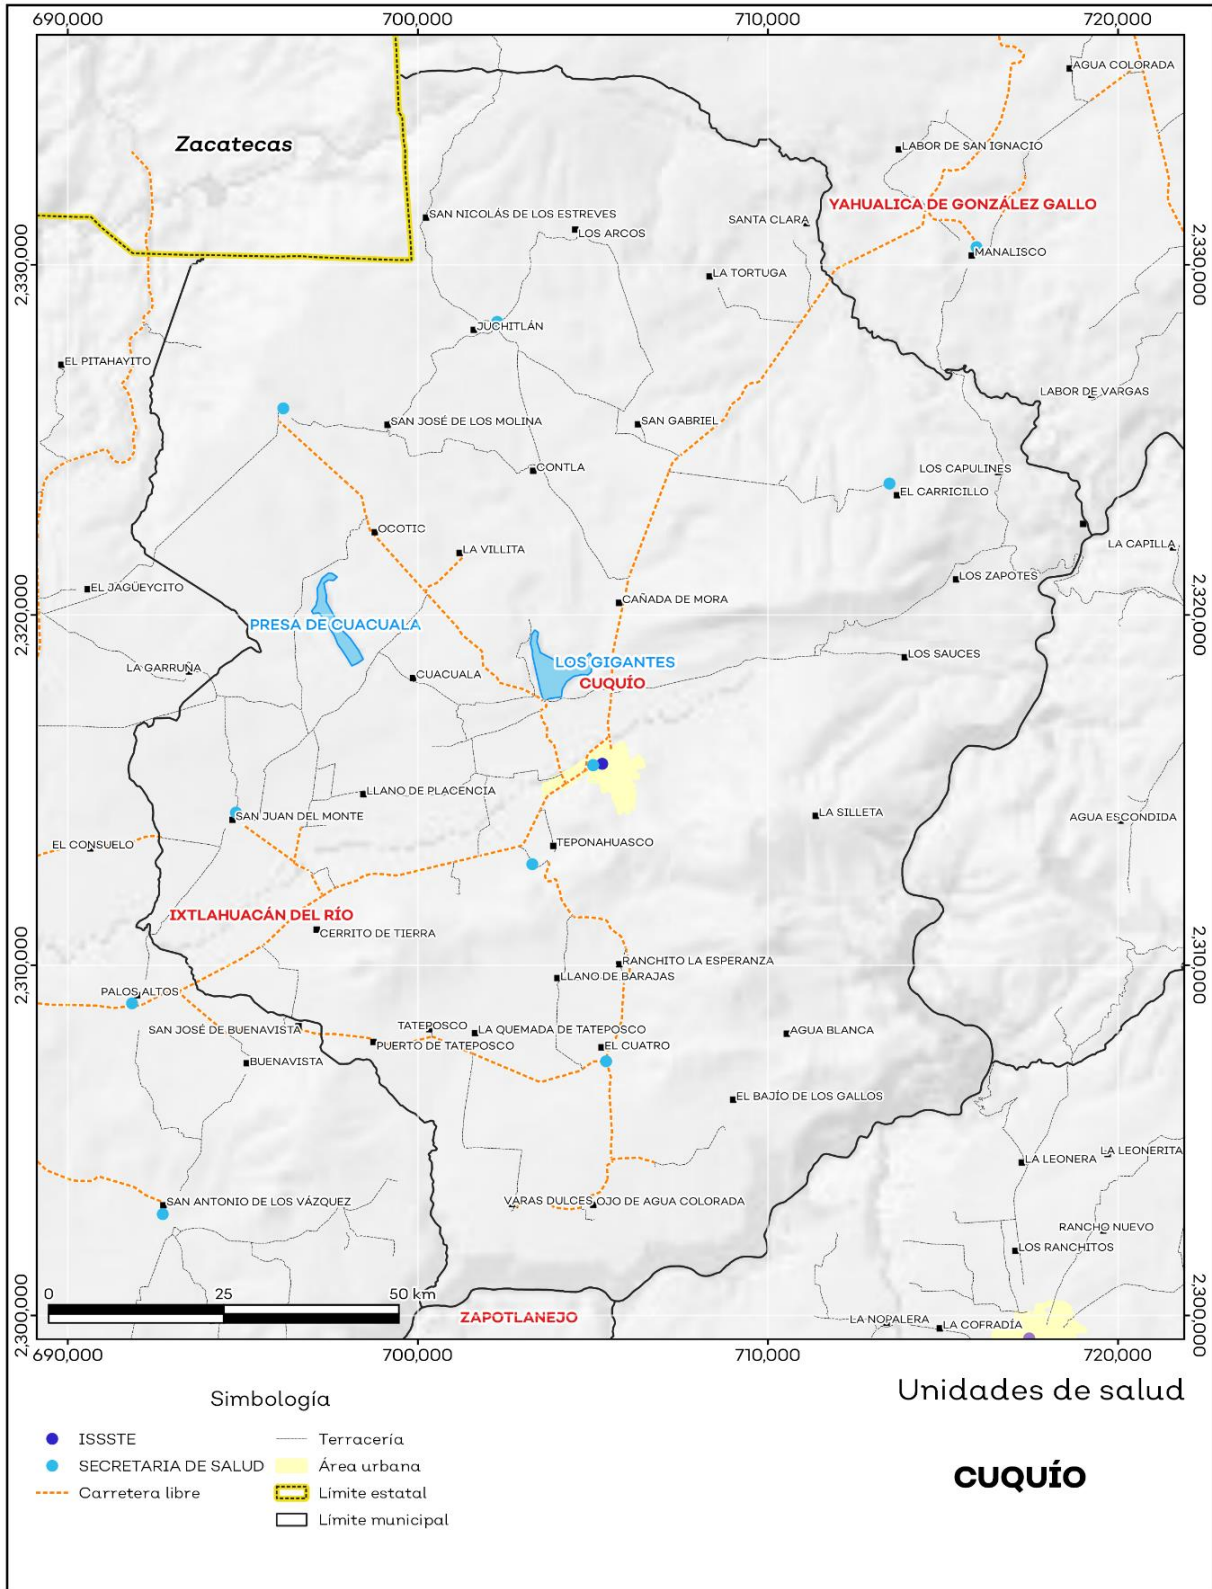 690,000
700,000
710,000
720,000
AGUA COLORADA
Zacatecas
LABOR DE SAN IGNACIO
YAHUALICA DE GONZÁLEZ GALLO
SAN NICOLÁS DE LOS ESTREVES
SANTA CLARA
LOS ARCOS
2,330,000
2,330,000
MANALISCO
LA TORTUGA
JUCHITLÁN
EL PITAHAYITO
LABOR DE VARGAS
SAN JOSÉ DE LOS MOLINA
SAN GABRIEL
CONTLA
LOS CAPULINES
EL CARRICILLO
OCOTIC
LA VILLITA
LA CAPILLA
LOS ZAPOTES
EL JAGÜEYCITO
CAÑADA DE MORA
2,320,000
2,320,000
PRESA DE CUACUALA
LOS GIGANTES
LOS SAUCES
LA GARRUÑA
CUACUALA
CUQUÍO
LLANO DE PLACENCIA
SAN JUAN DEL MONTE
LA SILLETA
AGUA ESCONDIDA
EL CONSUELO
TEPONAHUASCO
IXTLAHUACÁN DEL RÍO
CERRITO DE TIERRA
2,310,000
2,310,000
RANCHITO LA ESPERANZA
LLANO DE BARAJAS
PALOS ALTOS
SAN JOSÉ DE BUENAVISTA
TATEPOSCO
LA QUEMADA DE TATEPOSCO
AGUA BLANCA
PUERTO DE TATEPOSCO
EL CUATRO
BUENAVISTA
EL BAJÍO DE LOS GALLOS
LA LEONERA
LA LEONERITA
SAN ANTONIO DE LOS VÁZQUEZ
VARAS DULCES
OJO DE AGUA COLORADA
RANCHO NUEVO
LOS RANCHITOS
0
25
50 km
2,300,000
2,300,000
ZAPOTLANEJO
LA NOPALERA
LA COFRADÍA
690,000
700,000
710,000
720,000
Unidades de salud
CUQUÍO
Simbología
ISSSTE
SECRETARIA DE SALUD
Carretera libre
Terracería
Área urbana
Límite estatal
Límite municipal